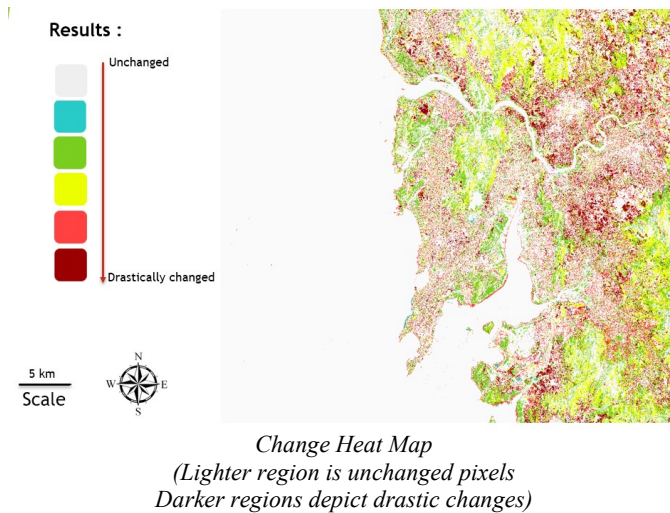 Results :
Unchanged
Drastically changed
5 km
Scale
N
W E
S
Change Heat Map
(Lighter region is unchanged pixels
Darker regions depict drastic changes)